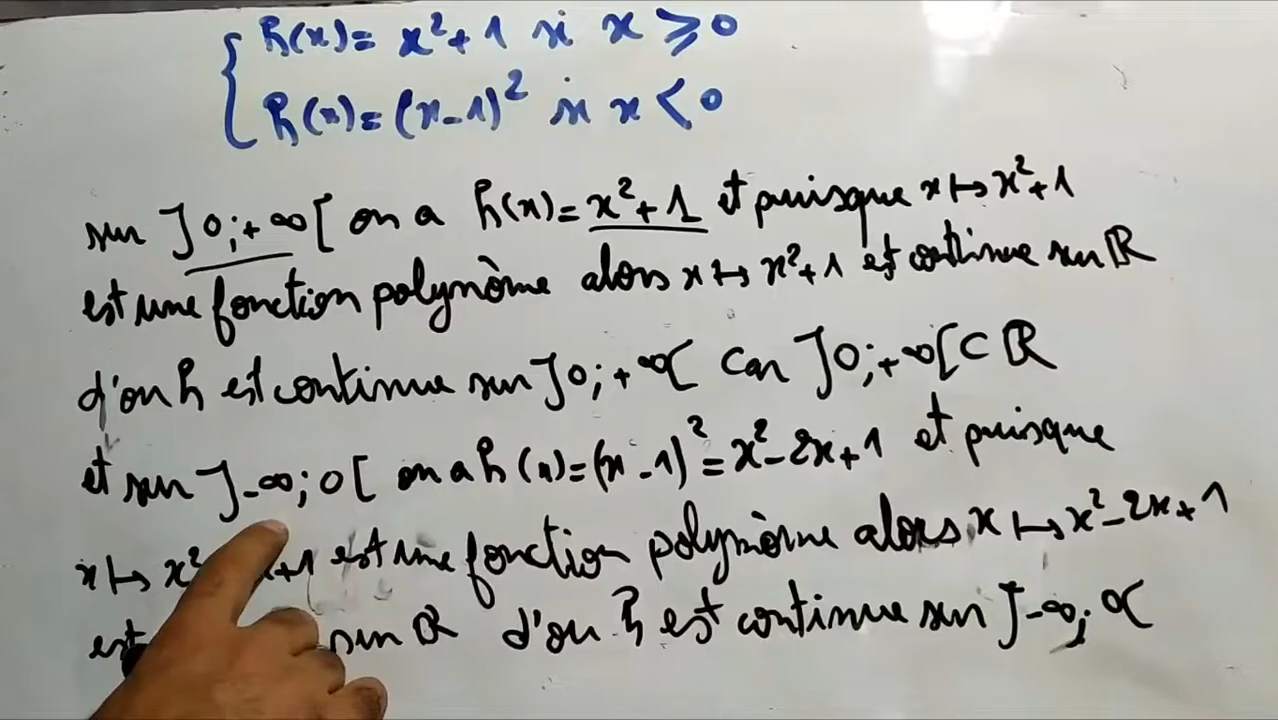 h(x)= x²+1 si x ≥ 0
h(x)= (x-1)² si x < 0
sur ]0;+∞[ on a h(x)= x²+1 et puisque x ↦ x²+1
est une fonction polynôme alors x ↦ x²+1 est continue sur ℝ
d'où h est continue sur ]0;+∞[ car ]0;+∞[ ⊂ ℝ
et sur ]-∞;0[ on a h(x)=(x-1)²=x²-2x+1 et puisque
x ↦ x² x+1 est une fonction polynôme alors x ↦ x²-2x+1
est sur ℝ d'où h est continue sur ]-∞;0[